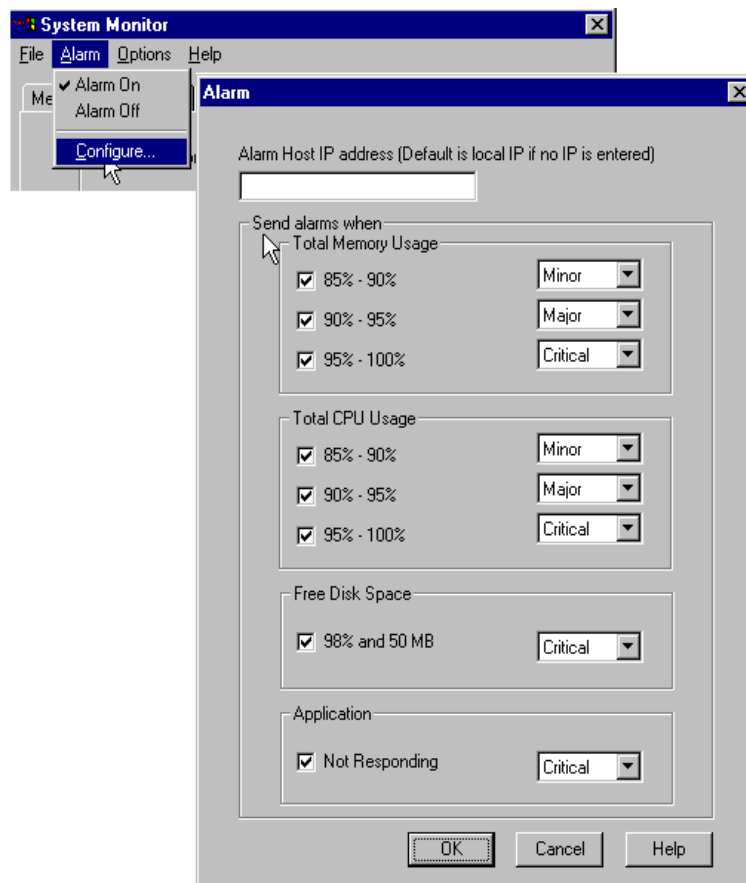 System Monitor
File Alarm Options Help
Me
Alarm On
Alarm Off
Configure...
Alarm
Alarm Host IP address (Default is local IP if no IP is entered)
Send alarms when
Total Memory Usage
85% - 90% Minor
90% - 95% Major
95% - 100% Critical
Total CPU Usage
85% - 90% Minor
90% - 95% Major
95% - 100% Critical
Free Disk Space
98% and 50 MB Critical
Application
Not Responding Critical
OK Cancel Help